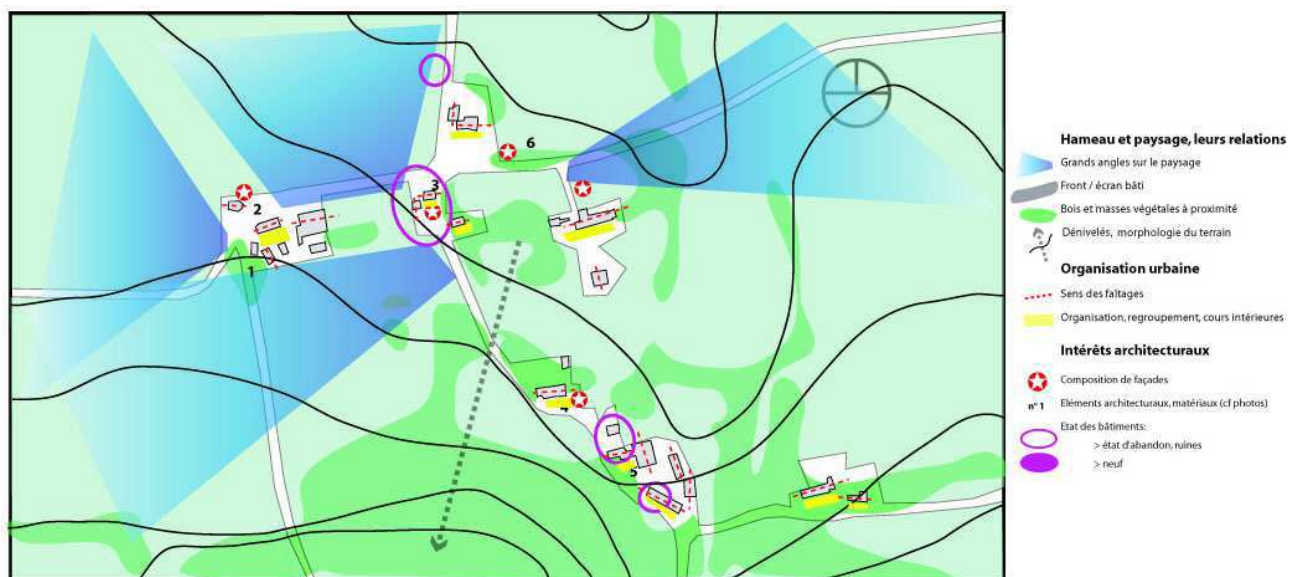 6
3
2
1
4
5
Hameau et paysage, leurs relations
Grands angles sur le paysage
Front / écran bâti
Bois et masses végétales à proximité
Dénivelés, morphologie du terrain
Organisation urbaine
Sens des faîtages
Organisation, regroupement, cours intérieures
Intérêts architecturaux
Composition de façades
n° 1 Eléments architecturaux, matériaux (cf photos)
Etat des bâtiments:
> état d'abandon, ruines
> neuf